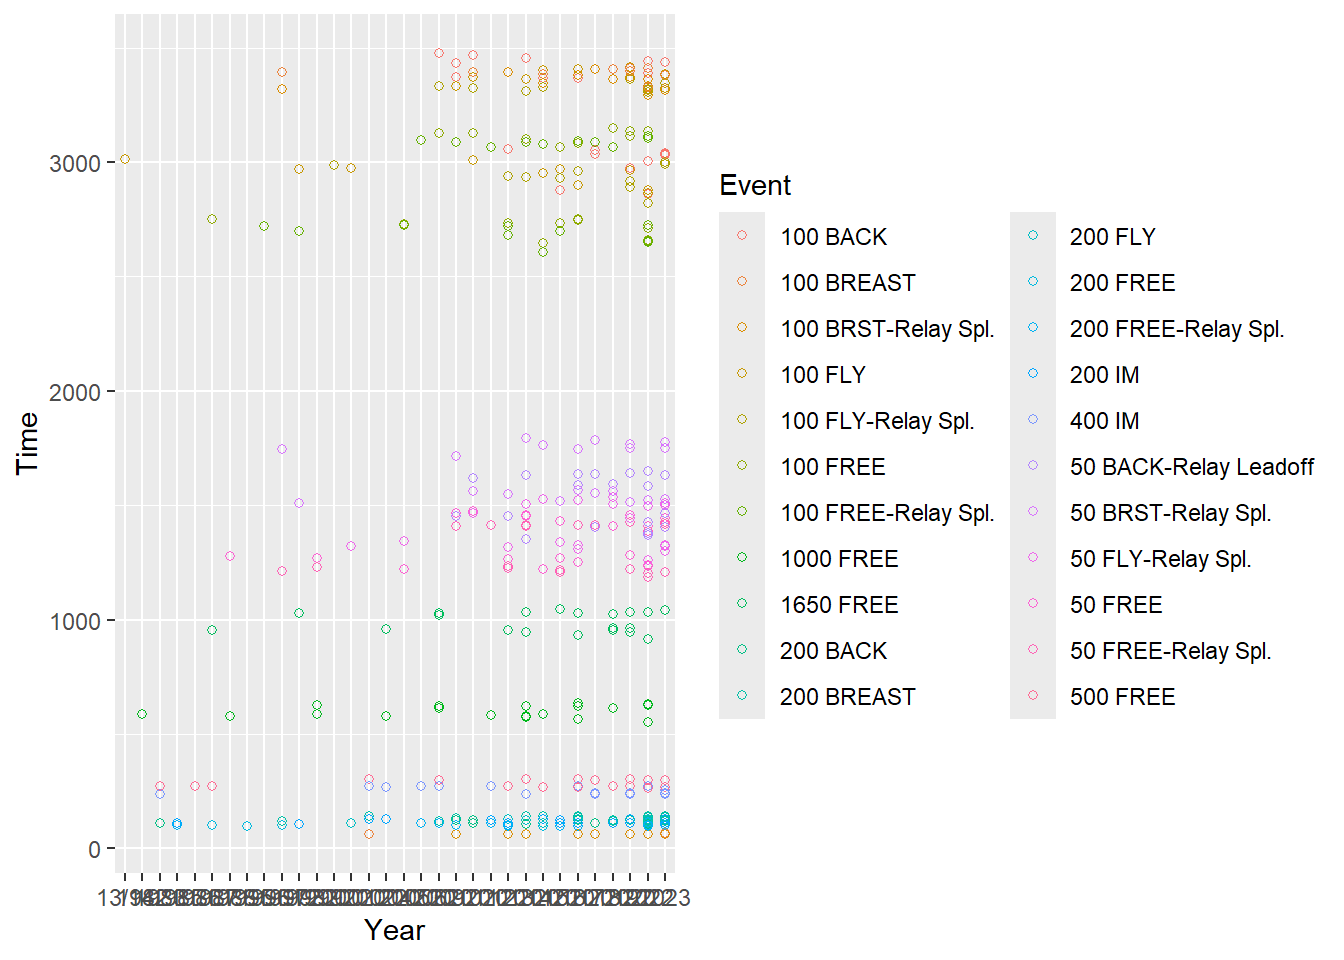 Event
100 BACK
100 BREAST
100 BRST-Relay Spl.
100 FLY
100 FLY-Relay Spl.
100 FREE
100 FREE-Relay Spl.
1000 FREE
1650 FREE
200 BACK
200 BREAST
200 FLY
200 FREE
200 FREE-Relay Spl.
200 IM
400 IM
50 BACK-Relay Leadoff
50 BRST-Relay Spl.
50 FLY-Relay Spl.
50 FREE
50 FREE-Relay Spl.
500 FREE
Time
3000
2000
1000
0
Year